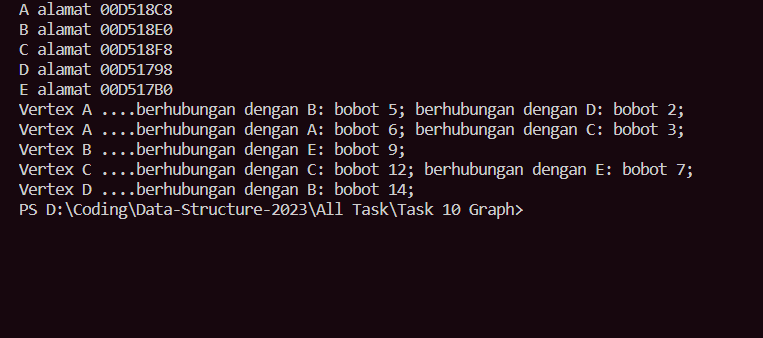 A alamat 00D518C8
B alamat 00D518E0
C alamat 00D518F8
D alamat 00D51798
E alamat 00D517B0
Vertex A ....berhubungan dengan B: bobot 5; berhubungan dengan D: bobot 2;
Vertex A ....berhubungan dengan A: bobot 6; berhubungan dengan C: bobot 3;
Vertex B ....berhubungan dengan E: bobot 9;
Vertex C ....berhubungan dengan C: bobot 12; berhubungan dengan E: bobot 7;
Vertex D ....berhubungan dengan B: bobot 14;
PS D:\Coding\Data-Structure-2023\All Task\Task 10 Graph>